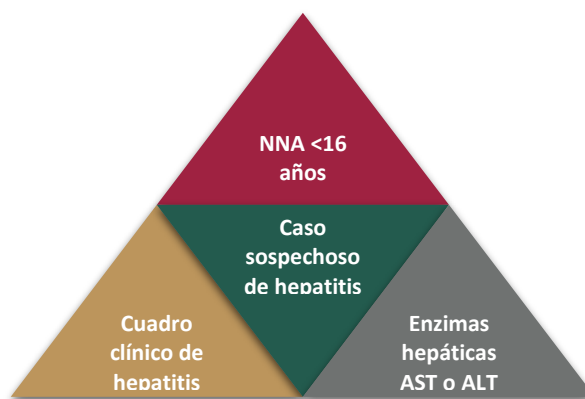 NNA <16
años
Caso
sospechoso
de hepatitis
Cuadro
clínico de
hepatitis
Enzimas
hepáticas
AST o ALT